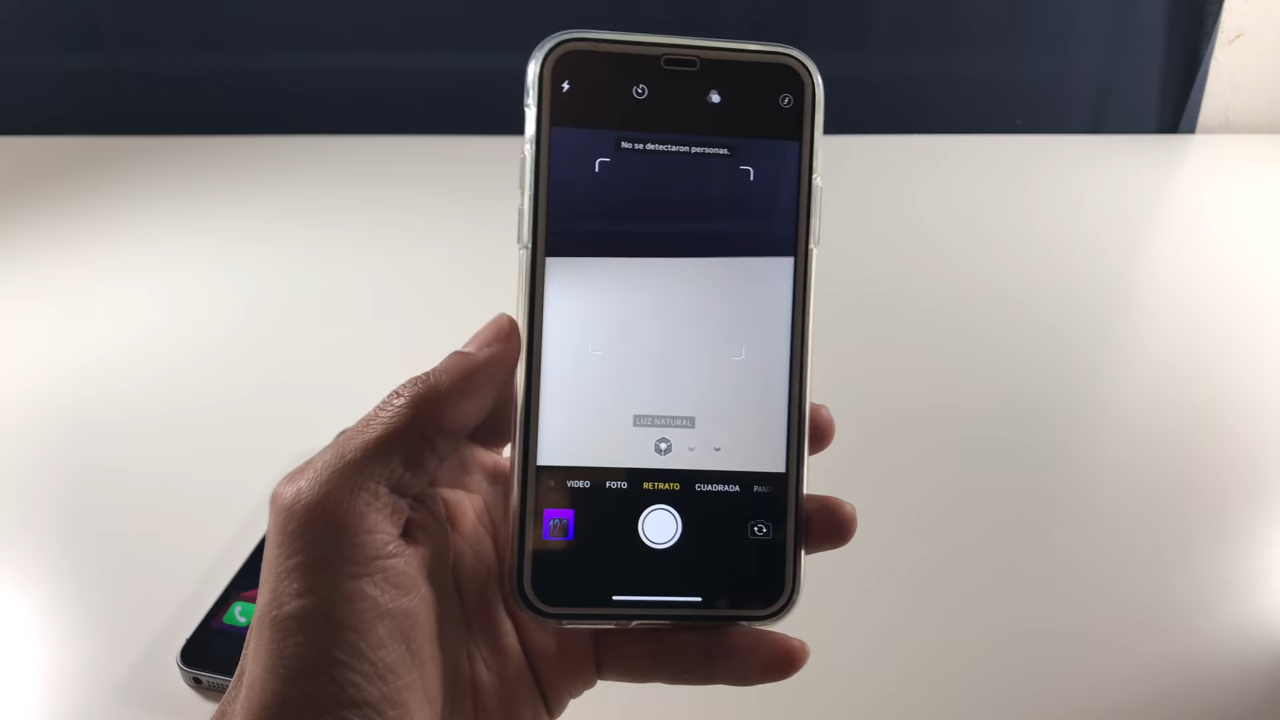 No se detectaron personas.
LUZ NATURAL
VIDEO FOTO RETRATO CUADRADA